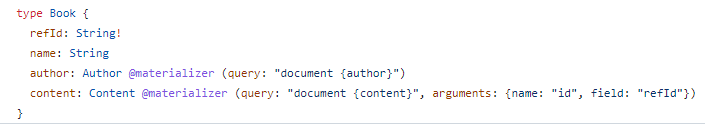 type Book {
  refId: String!
  name: String
  author: Author @materializer (query: "document {author}")
  content: Content @materializer (query: "document {content}", arguments: {name: "id", field: "refId"})
}